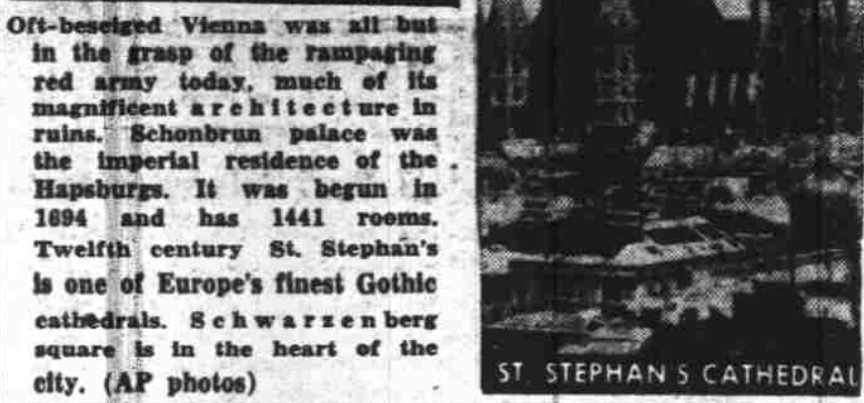 Oft-beseiged Vienna was all but
in the grasp of the rampaging
red army today, much of its
magnificent architecture in
ruins. Schonbrun palace was
the imperial residence of the
Hapsburgs. It was begun in
1694 and has 1441 rooms.
Twelfth century St. Stephan's
is one of Europe's finest Gothic
cathedrals. Schwarzenberg
square is in the heart of the
city. (AP photos)
ST. STEPHAN'S CATHEDRAL